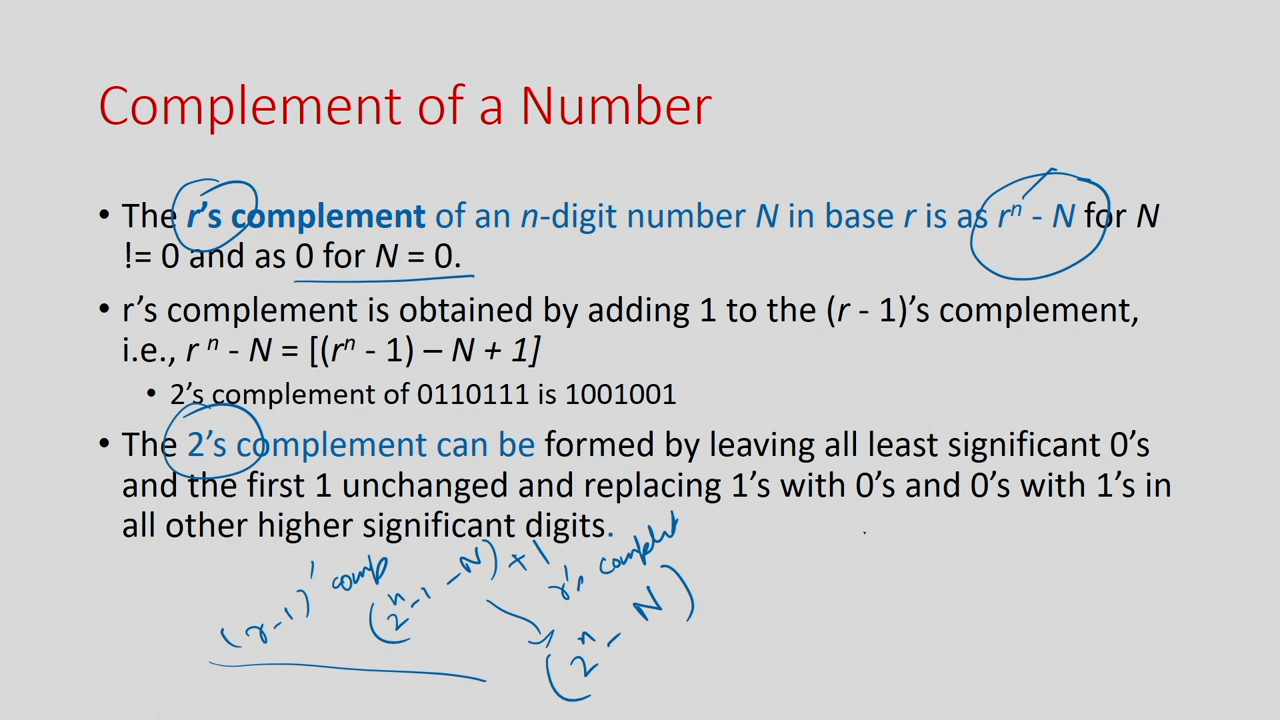 Complement of a Number
• The r's complement of an n-digit number N in base r is as rⁿ - N for N
!= 0 and as 0 for N = 0.
• r's complement is obtained by adding 1 to the (r - 1)'s complement,
i.e., r ⁿ - N = [(rⁿ - 1) – N + 1]
• 2's complement of 0110111 is 1001001
• The 2's complement can be formed by leaving all least significant 0's
and the first 1 unchanged and replacing 1's with 0's and 0's with 1's in
all other higher significant digits.
(r-1)' comp
(2ⁿ-1 -N) + 1
r's
(2ⁿ - N)